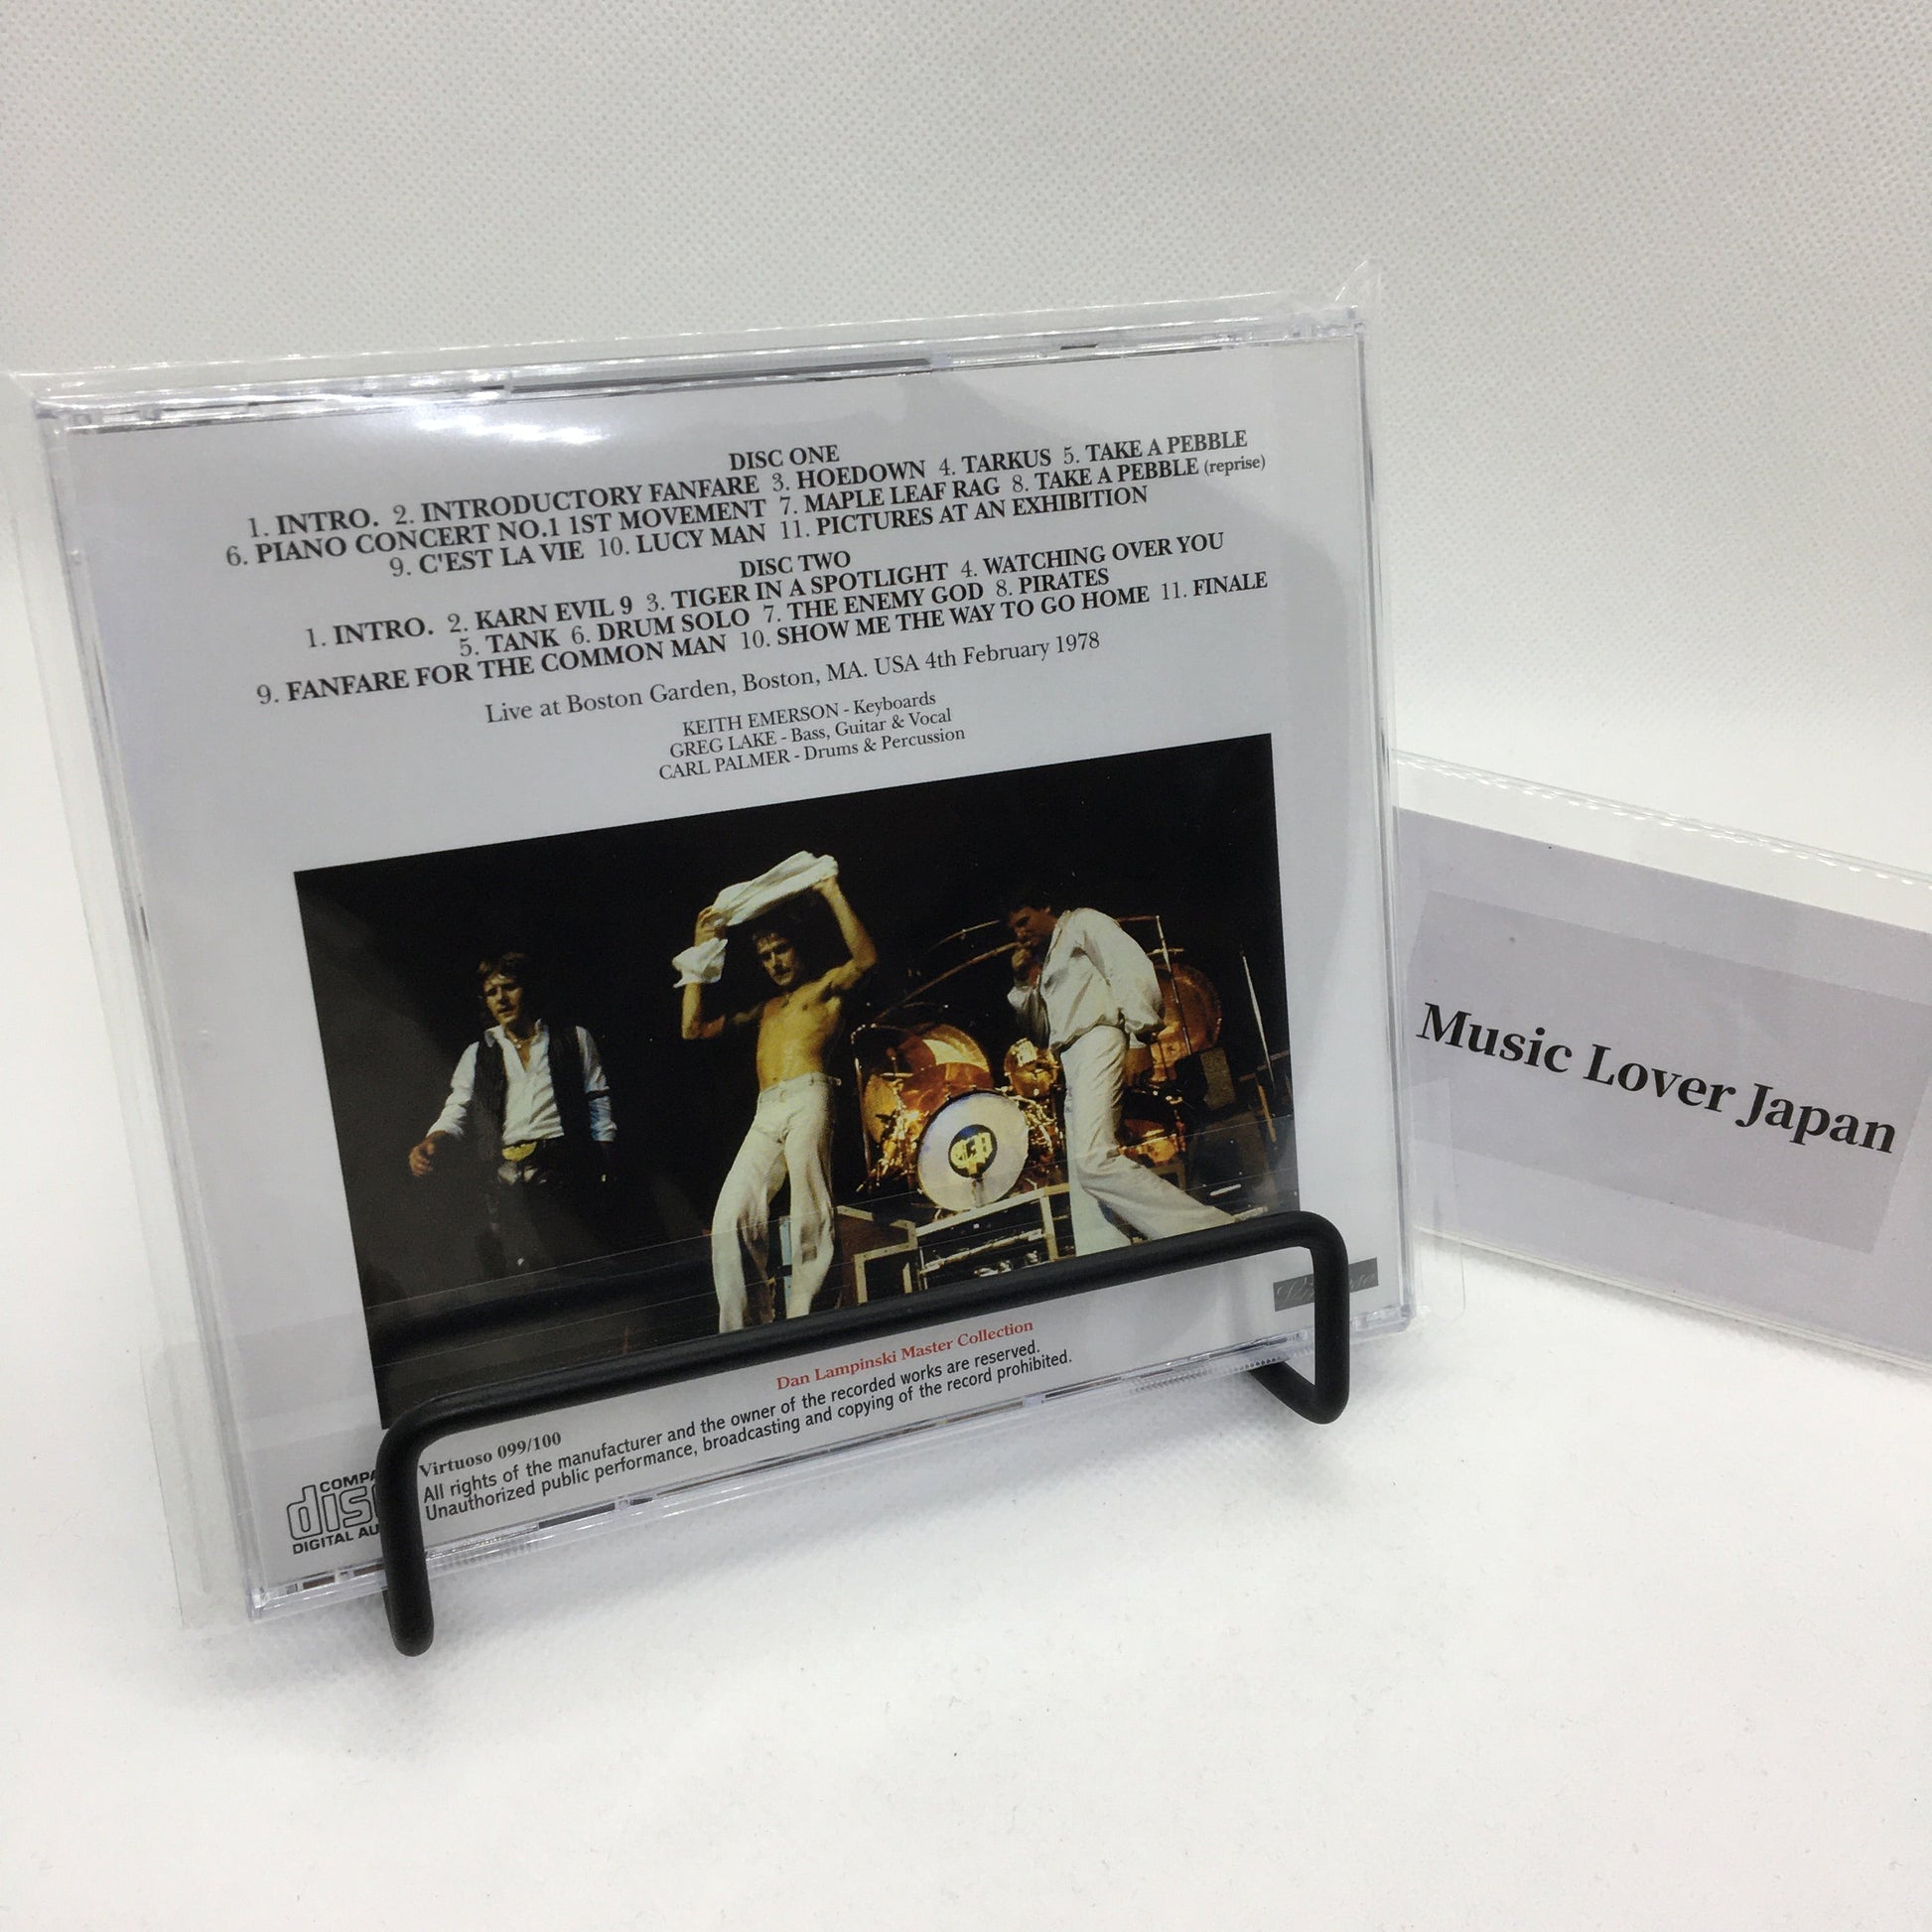 DISC ONE
1. INTRO. 2. INTRODUCTORY FANFARE 3. HOEDOWN 4. TARKUS 5. TAKE A PEBBLE
6. PIANO CONCERT NO.1 1ST MOVEMENT 7. MAPLE LEAF RAG 8. TAKE A PEBBLE (reprise)
9. C'EST LA VIE 10. LUCY MAN 11. PICTURES AT AN EXHIBITION
DISC TWO
1. INTRO. 2. KARN EVIL 9 3. TIGER IN A SPOTLIGHT 4. WATCHING OVER YOU
5. TANK 6. DRUM SOLO 7. THE ENEMY GOD 8. PIRATES
9. FANFARE FOR THE COMMON MAN 10. SHOW ME THE WAY TO GO HOME 11. FINALE
Live at Boston Garden, Boston, MA. USA 4th February 1978
KEITH EMERSON - Keyboards
GREG LAKE - Bass, Guitar & Vocal
CARL PALMER - Drums & Percussion
Music Lover Japan
Dan Lampinski Master Collection
Virtuoso 099/100
All rights of the manufacturer and the owner of the recorded works are reserved.
Unauthorized public performance, broadcasting and copying of the record prohibited.
DIGITAL